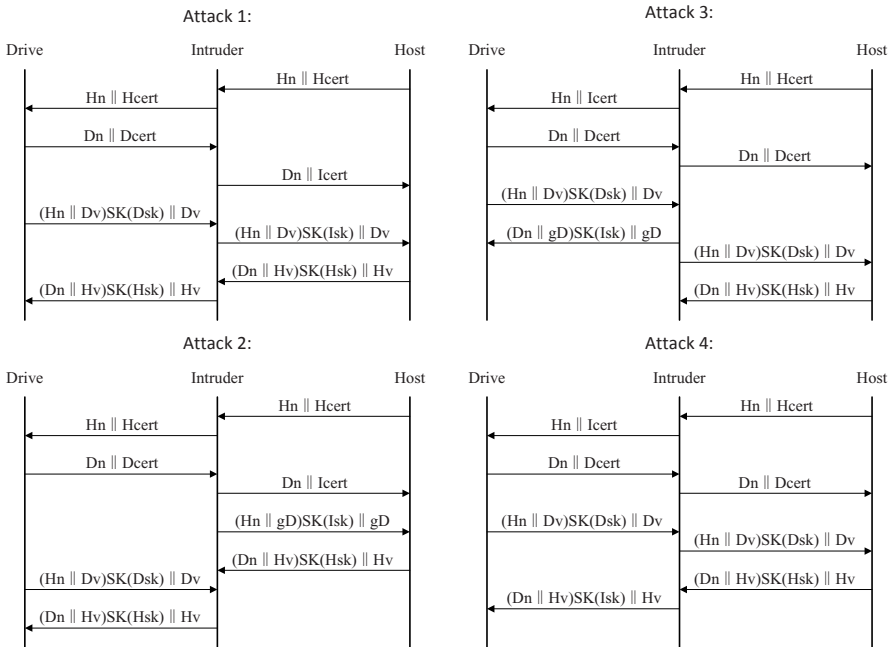 Attack 1:
Drive Intruder Host
Hn || Hcert
Hn || Hcert
Dn || Dcert
Dn || Icert
(Hn || Dv)SK(Dsk) || Dv
(Hn || Dv)SK(Isk) || Dv
(Dn || Hv)SK(Hsk) || Hv
(Dn || Hv)SK(Hsk) || Hv
Attack 3:
Drive Intruder Host
Hn || Hcert
Hn || Icert
Dn || Dcert
Dn || Dcert
(Hn || Dv)SK(Dsk) || Dv
(Dn || gD)SK(Isk) || gD
(Hn || Dv)SK(Dsk) || Dv
(Dn || Hv)SK(Hsk) || Hv
Attack 2:
Drive Intruder Host
Hn || Hcert
Hn || Hcert
Dn || Dcert
Dn || Icert
(Hn || gD)SK(Isk) || gD
(Dn || Hv)SK(Hsk) || Hv
(Hn || Dv)SK(Dsk) || Dv
(Dn || Hv)SK(Hsk) || Hv
Attack 4:
Drive Intruder Host
Hn || Hcert
Hn || Icert
Dn || Dcert
Dn || Dcert
(Hn || Dv)SK(Dsk) || Dv
(Hn || Dv)SK(Dsk) || Dv
(Dn || Hv)SK(Hsk) || Hv
(Dn || Hv)SK(Isk) || Hv